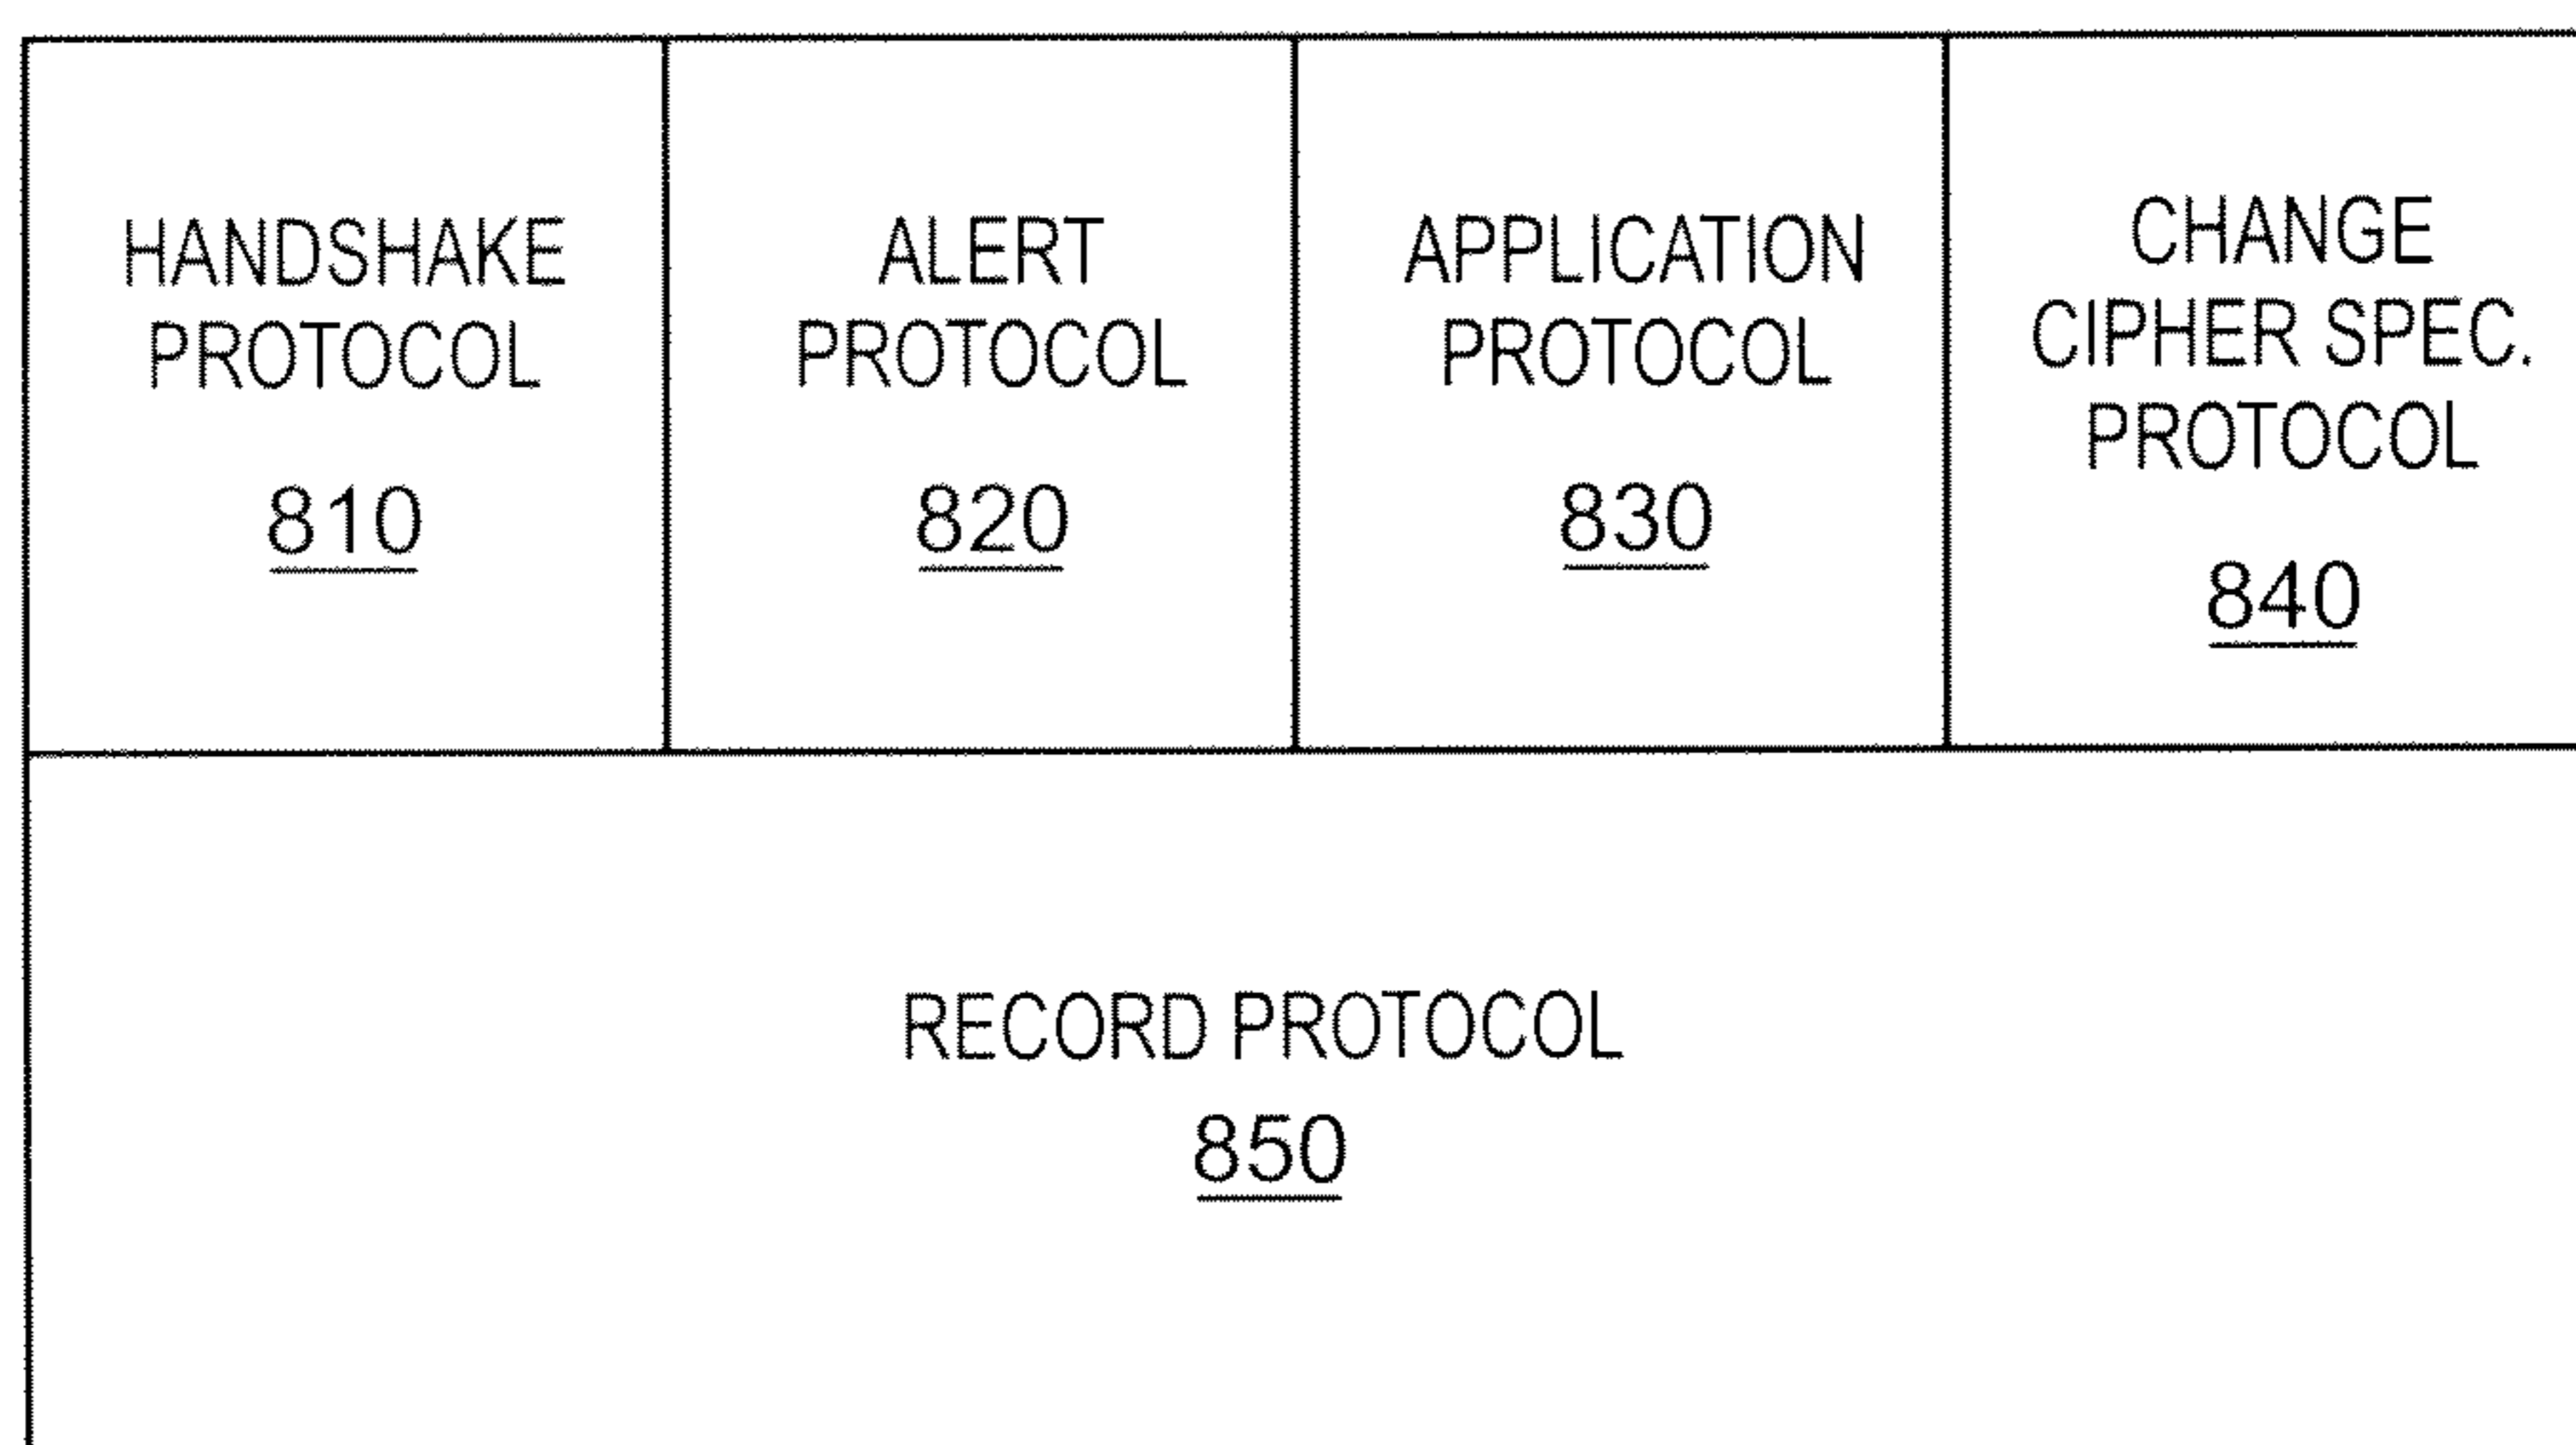 HANDSHAKE
PROTOCOL
810
ALERT
PROTOCOL
820
APPLICATION
PROTOCOL
830
CHANGE
CIPHER SPEC.
PROTOCOL
840
RECORD PROTOCOL
850